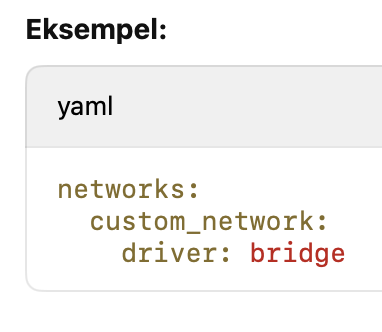 Eksempel:
yaml
networks:
  custom_network:
    driver: bridge